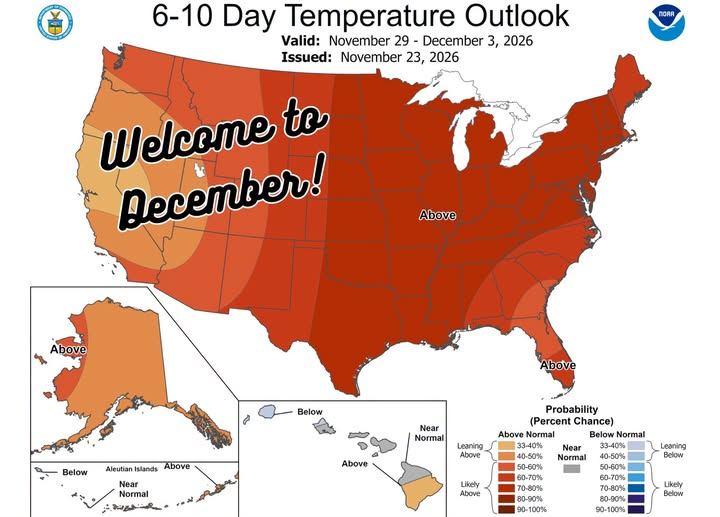 6-10 Day Temperature Outlook
Valid: November 29 - December 3, 2026
Issued: November 23, 2026
NOAA
Welcome to
December!
Above
Above
Above
Below
Near
Normal
Above
Below
Aleutian Islands
Above
Near
Normal
Probability
(Percent Chance)
Above Normal
Below Normal
Leaning
Above
33-40%
40-50%
50-60%
60-70%
70-80%
80-90%
90-100%
Likely
Above
Near
Normal
33-40%
40-50%
50-60%
60-70%
70-80%
80-90%
90-100%
Leaning
Below
Likely
Below